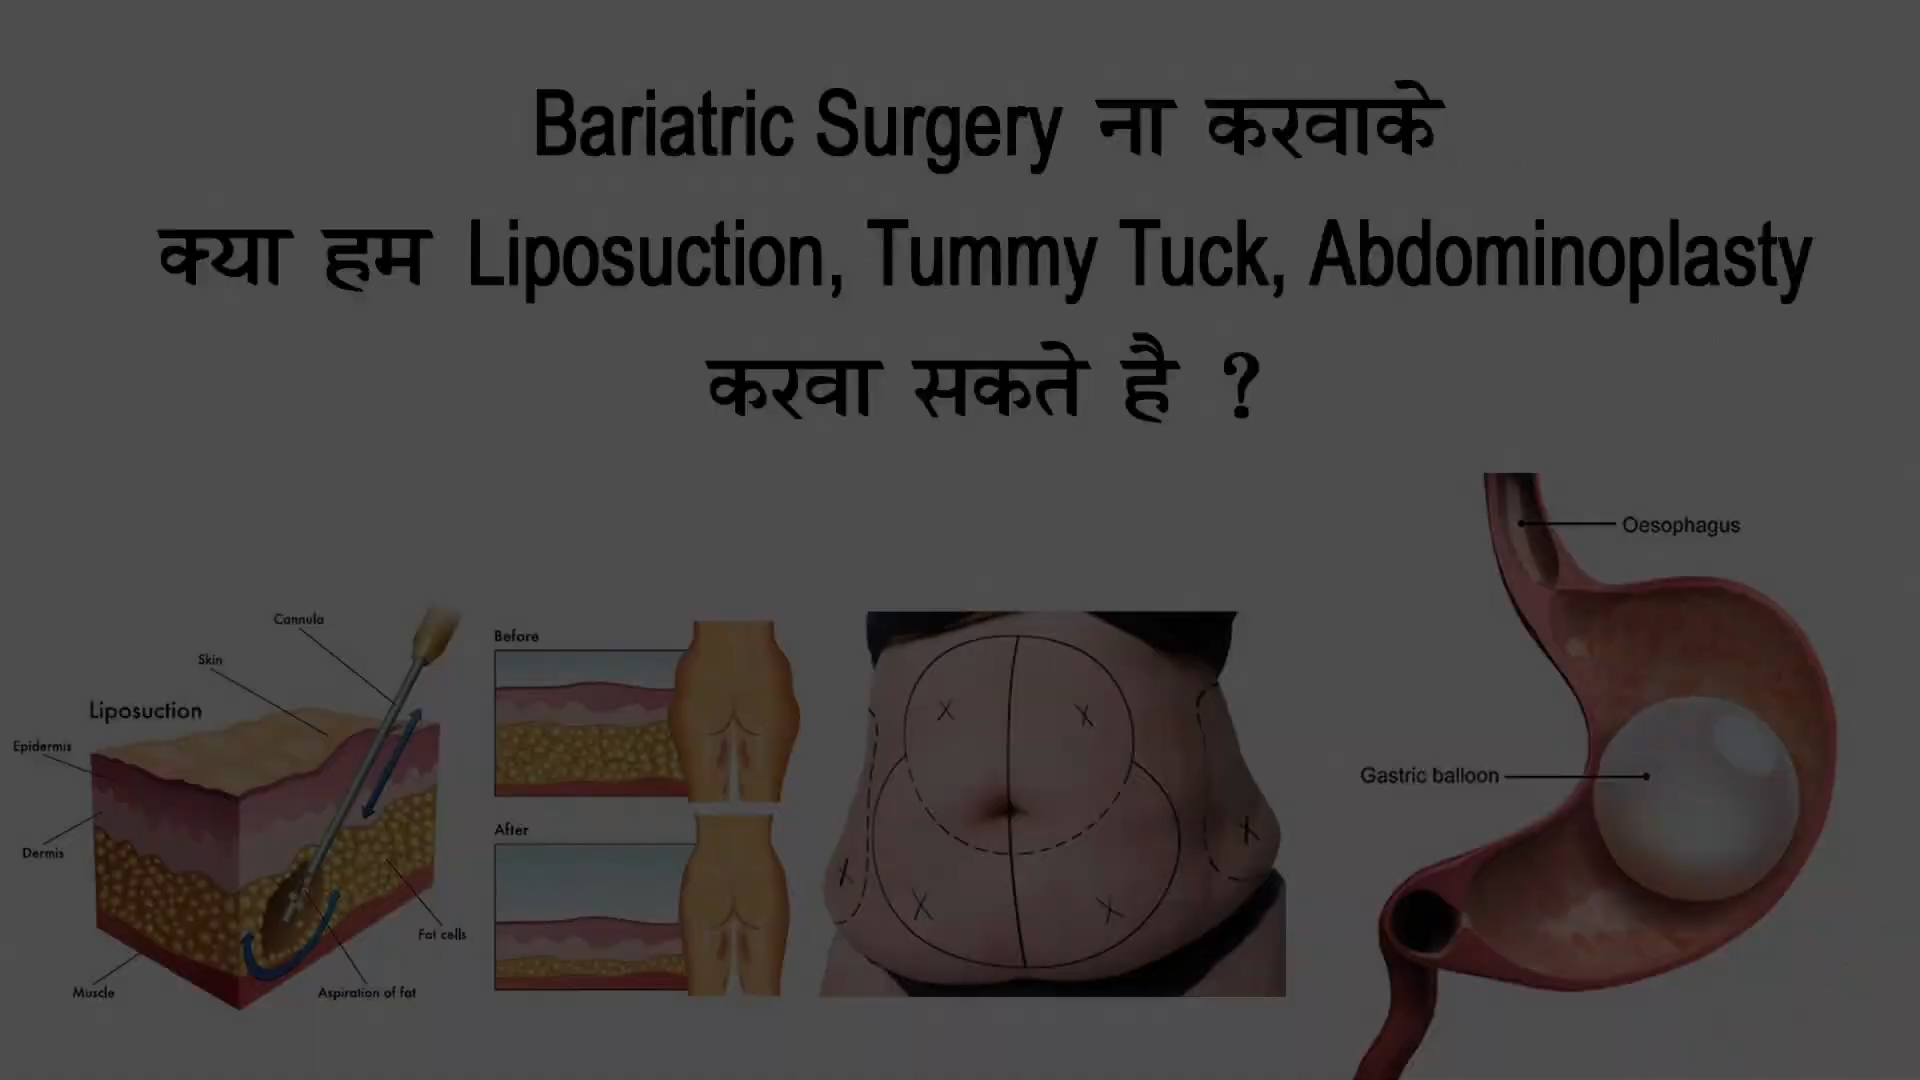 Bariatric Surgery ना करवाके
क्या हम Liposuction, Tummy Tuck, Abdominoplasty
करवा सकते है ?
Oesophagus
Gastric balloon
Cannula
Skin
Liposuction
Epidermis
Dermis
Muscle
Fat cells
Aspiration of fat
Before
After